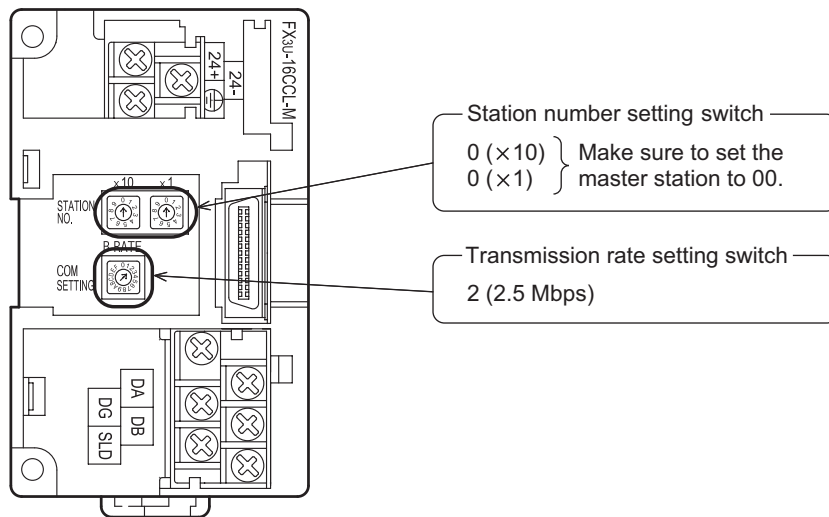 FX3U-16CCL-M
24+
24-
Station number setting switch
0 (×10)
0 (×1)
Make sure to set the
master station to 00.
×10 ×1
STATION
NO.
B RATE
COM
SETTING
Transmission rate setting switch
2 (2.5 Mbps)
DA
DB
DG
SLD